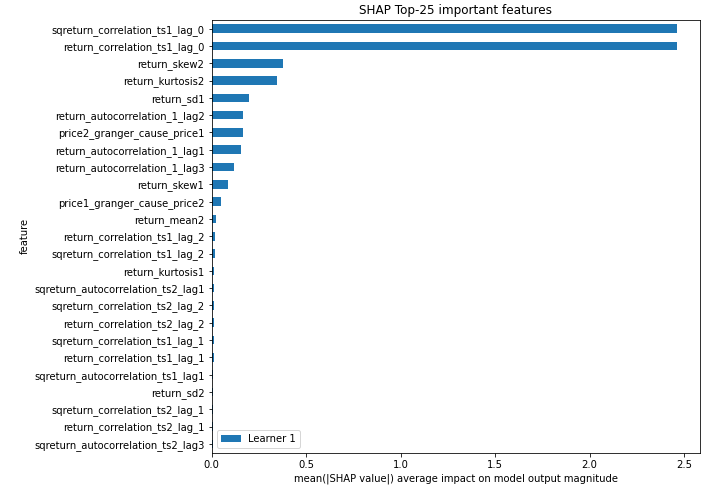 SHAP Top-25 important features
sqreturn_correlation_ts1_lag_0
return_correlation_ts1_lag_0
return_skew2
return_kurtosis2
return_sd1
return_autocorrelation_1_lag2
price2_granger_cause_price1
return_autocorrelation_1_lag1
return_autocorrelation_1_lag3
return_skew1
price1_granger_cause_price2
return_mean2
return_correlation_ts1_lag_2
sqreturn_correlation_ts1_lag_2
return_kurtosis1
sqreturn_autocorrelation_ts2_lag1
sqreturn_correlation_ts2_lag_2
return_correlation_ts2_lag_2
sqreturn_correlation_ts1_lag_1
return_correlation_ts1_lag_1
sqreturn_autocorrelation_ts1_lag1
return_sd2
sqreturn_correlation_ts2_lag_1
return_correlation_ts2_lag_1
sqreturn_autocorrelation_ts2_lag3
feature
Learner 1
0.0 0.5 1.0 1.5 2.0 2.5
mean(|SHAP value|) average impact on model output magnitude